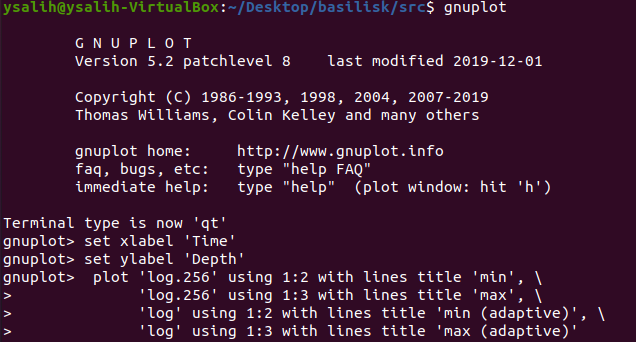 ysalih@ysalih-VirtualBox:~/Desktop/basilisk/src$ gnuplot
G N U P L O T
Version 5.2 patchlevel 8    last modified 2019-12-01
Copyright (C) 1986-1993, 1998, 2004, 2007-2019
Thomas Williams, Colin Kelley and many others
gnuplot home:     http://www.gnuplot.info
faq, bugs, etc:   type "help FAQ"
immediate help:   type "help"  (plot window: hit 'h')
Terminal type is now 'qt'
gnuplot> set xlabel 'Time'
gnuplot> set ylabel 'Depth'
gnuplot>  plot 'log.256' using 1:2 with lines title 'min', \
>              'log.256' using 1:3 with lines title 'max', \
>              'log' using 1:2 with lines title 'min (adaptive)', \
>              'log' using 1:3 with lines title 'max (adaptive)'